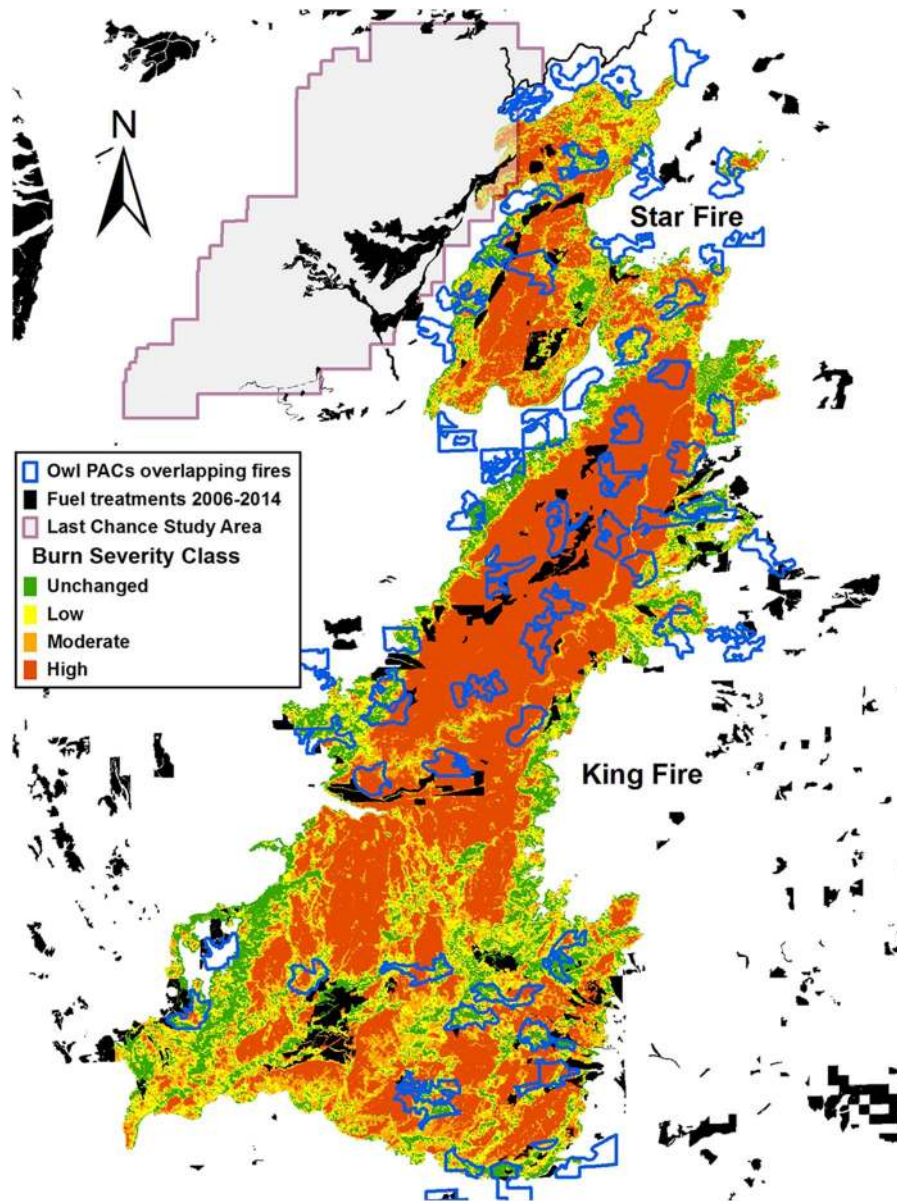 N
Star Fire
Owl PACs overlapping fires
Fuel treatments 2006-2014
Last Chance Study Area
Burn Severity Class
Unchanged
Low
Moderate
High
King Fire